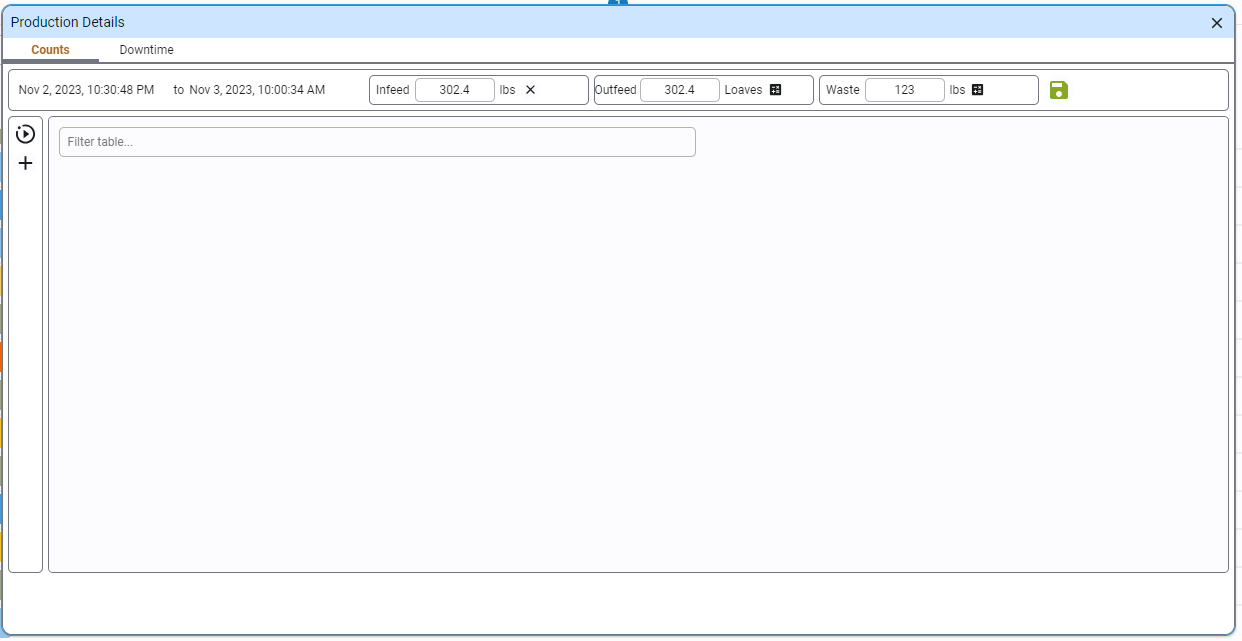 Production Details
Counts Downtime
Nov 2, 2023, 10:30:48 PM to Nov 3, 2023, 10:00:34 AM Infeed 302.4 lbs Outfeed 302.4 Loaves Waste 123 lbs
Filter table...